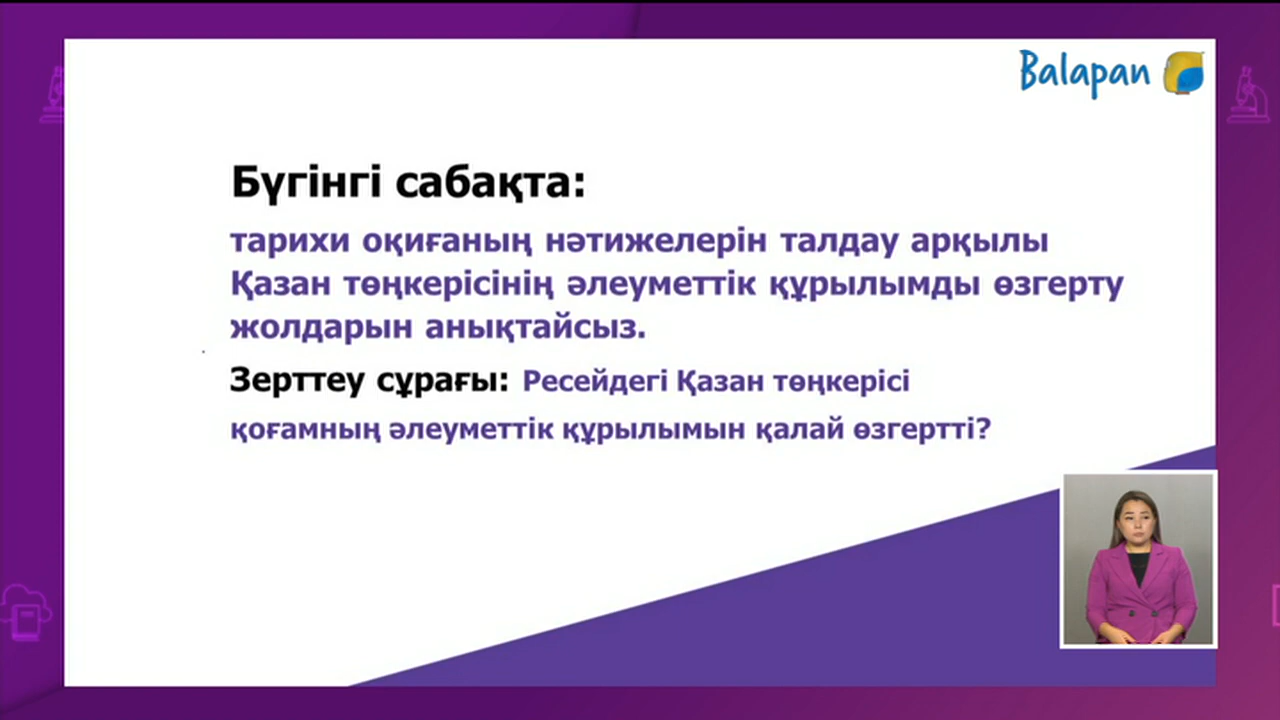 Balapan
Бүгінгі сабақта:
тарихи оқиғаның нәтижелерін талдау арқылы
Қазан төңкерісінің әлеуметтік құрылымды өзгерту
жолдарын анықтайсыз.
Зерттеу сұрағы: Ресейдегі Қазан төңкерісі
қоғамның әлеуметтік құрылымын қалай өзгертті?